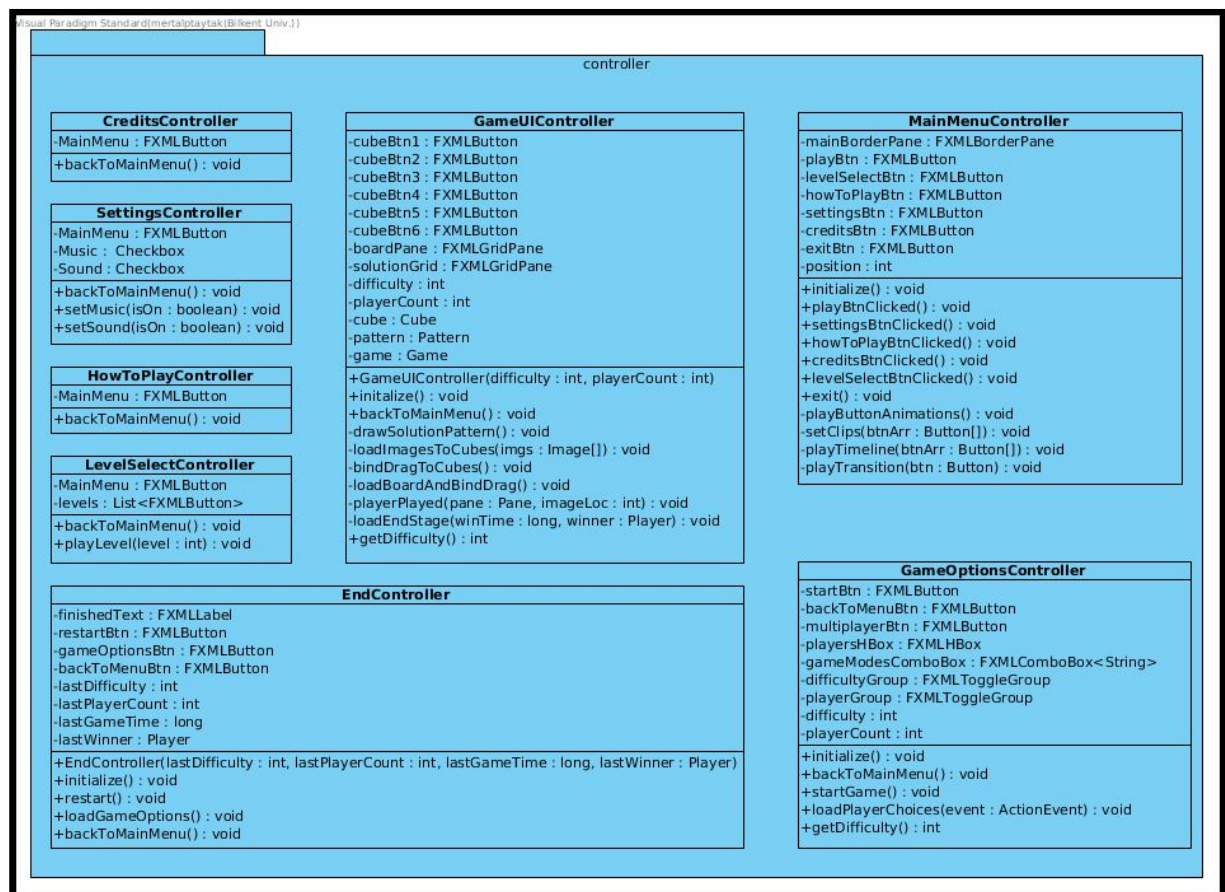 Visual Paradigm Standard(mertalptaytak(Bilkent Univ.))
controller
CreditsController
-MainMenu : FXMLButton
+backToMainMenu() : void
SettingsController
-MainMenu : FXMLButton
-Music : Checkbox
-Sound : Checkbox
+backToMainMenu() : void
+setMusic(isOn : boolean) : void
+setSound(isOn : boolean) : void
HowToPlayController
-MainMenu : FXMLButton
+backToMainMenu() : void
LevelSelectController
-MainMenu : FXMLButton
-levels : List<FXMLButton>
+backToMainMenu() : void
+playLevel(level : int) : void
GameUIController
-cubeBtn1 : FXMLButton
-cubeBtn2 : FXMLButton
-cubeBtn3 : FXMLButton
-cubeBtn4 : FXMLButton
-cubeBtn5 : FXMLButton
-cubeBtn6 : FXMLButton
-boardPane : FXMLGridPane
-solutionGrid : FXMLGridPane
-difficulty : int
-playerCount : int
-cube : Cube
-pattern : Pattern
-game : Game
+GameUIController(difficulty : int, playerCount : int)
+initalize() : void
+backToMainMenu() : void
-drawSolutionPattern() : void
-loadImagesToCubes(imgs : Image[]) : void
-bindDragToCubes() : void
-loadBoardAndBindDrag() : void
-playerPlayed(pane : Pane, imageLoc : int) : void
-loadEndStage(winTime : long, winner : Player) : void
+getDifficulty() : int
MainMenuController
-mainBorderPane : FXMLBorderPane
-playBtn : FXMLButton
-levelSelectBtn : FXMLButton
-howToPlayBtn : FXMLButton
-settingsBtn : FXMLButton
-creditsBtn : FXMLButton
-exitBtn : FXMLButton
-position : int
+initialize() : void
+playBtnClicked() : void
+settingsBtnClicked() : void
+howToPlayBtnClicked() : void
+creditsBtnClicked() : void
+levelSelectBtnClicked() : void
+exit() : void
-playButtonAnimations() : void
-setClips(btnArr : Button[]) : void
-playTimeline(btnArr : Button[]) : void
-playTransition(btn : Button) : void
EndController
-finishedText : FXMLLabel
-restartBtn : FXMLButton
-gameOptionsBtn : FXMLButton
-backToMenuBtn : FXMLButton
-lastDifficulty : int
-lastPlayerCount : int
-lastGameTime : long
-lastWinner : Player
+EndController(lastDifficulty : int, lastPlayerCount : int, lastGameTime : long, lastWinner : Player)
+initialize() : void
+restart() : void
+loadGameOptions() : void
+backToMainMenu() : void
GameOptionsController
-startBtn : FXMLButton
-backToMenuBtn : FXMLButton
-multiplayerBtn : FXMLButton
-playersHBox : FXMLHBox
-gameModesComboBox : FXMLComboBox<String>
-difficultyGroup : FXMLToggleGroup
-playerGroup : FXMLToggleGroup
-difficulty : int
-playerCount : int
+initialize() : void
+backToMainMenu() : void
+startGame() : void
+loadPlayerChoices(event : ActionEvent) : void
+getDifficulty() : int